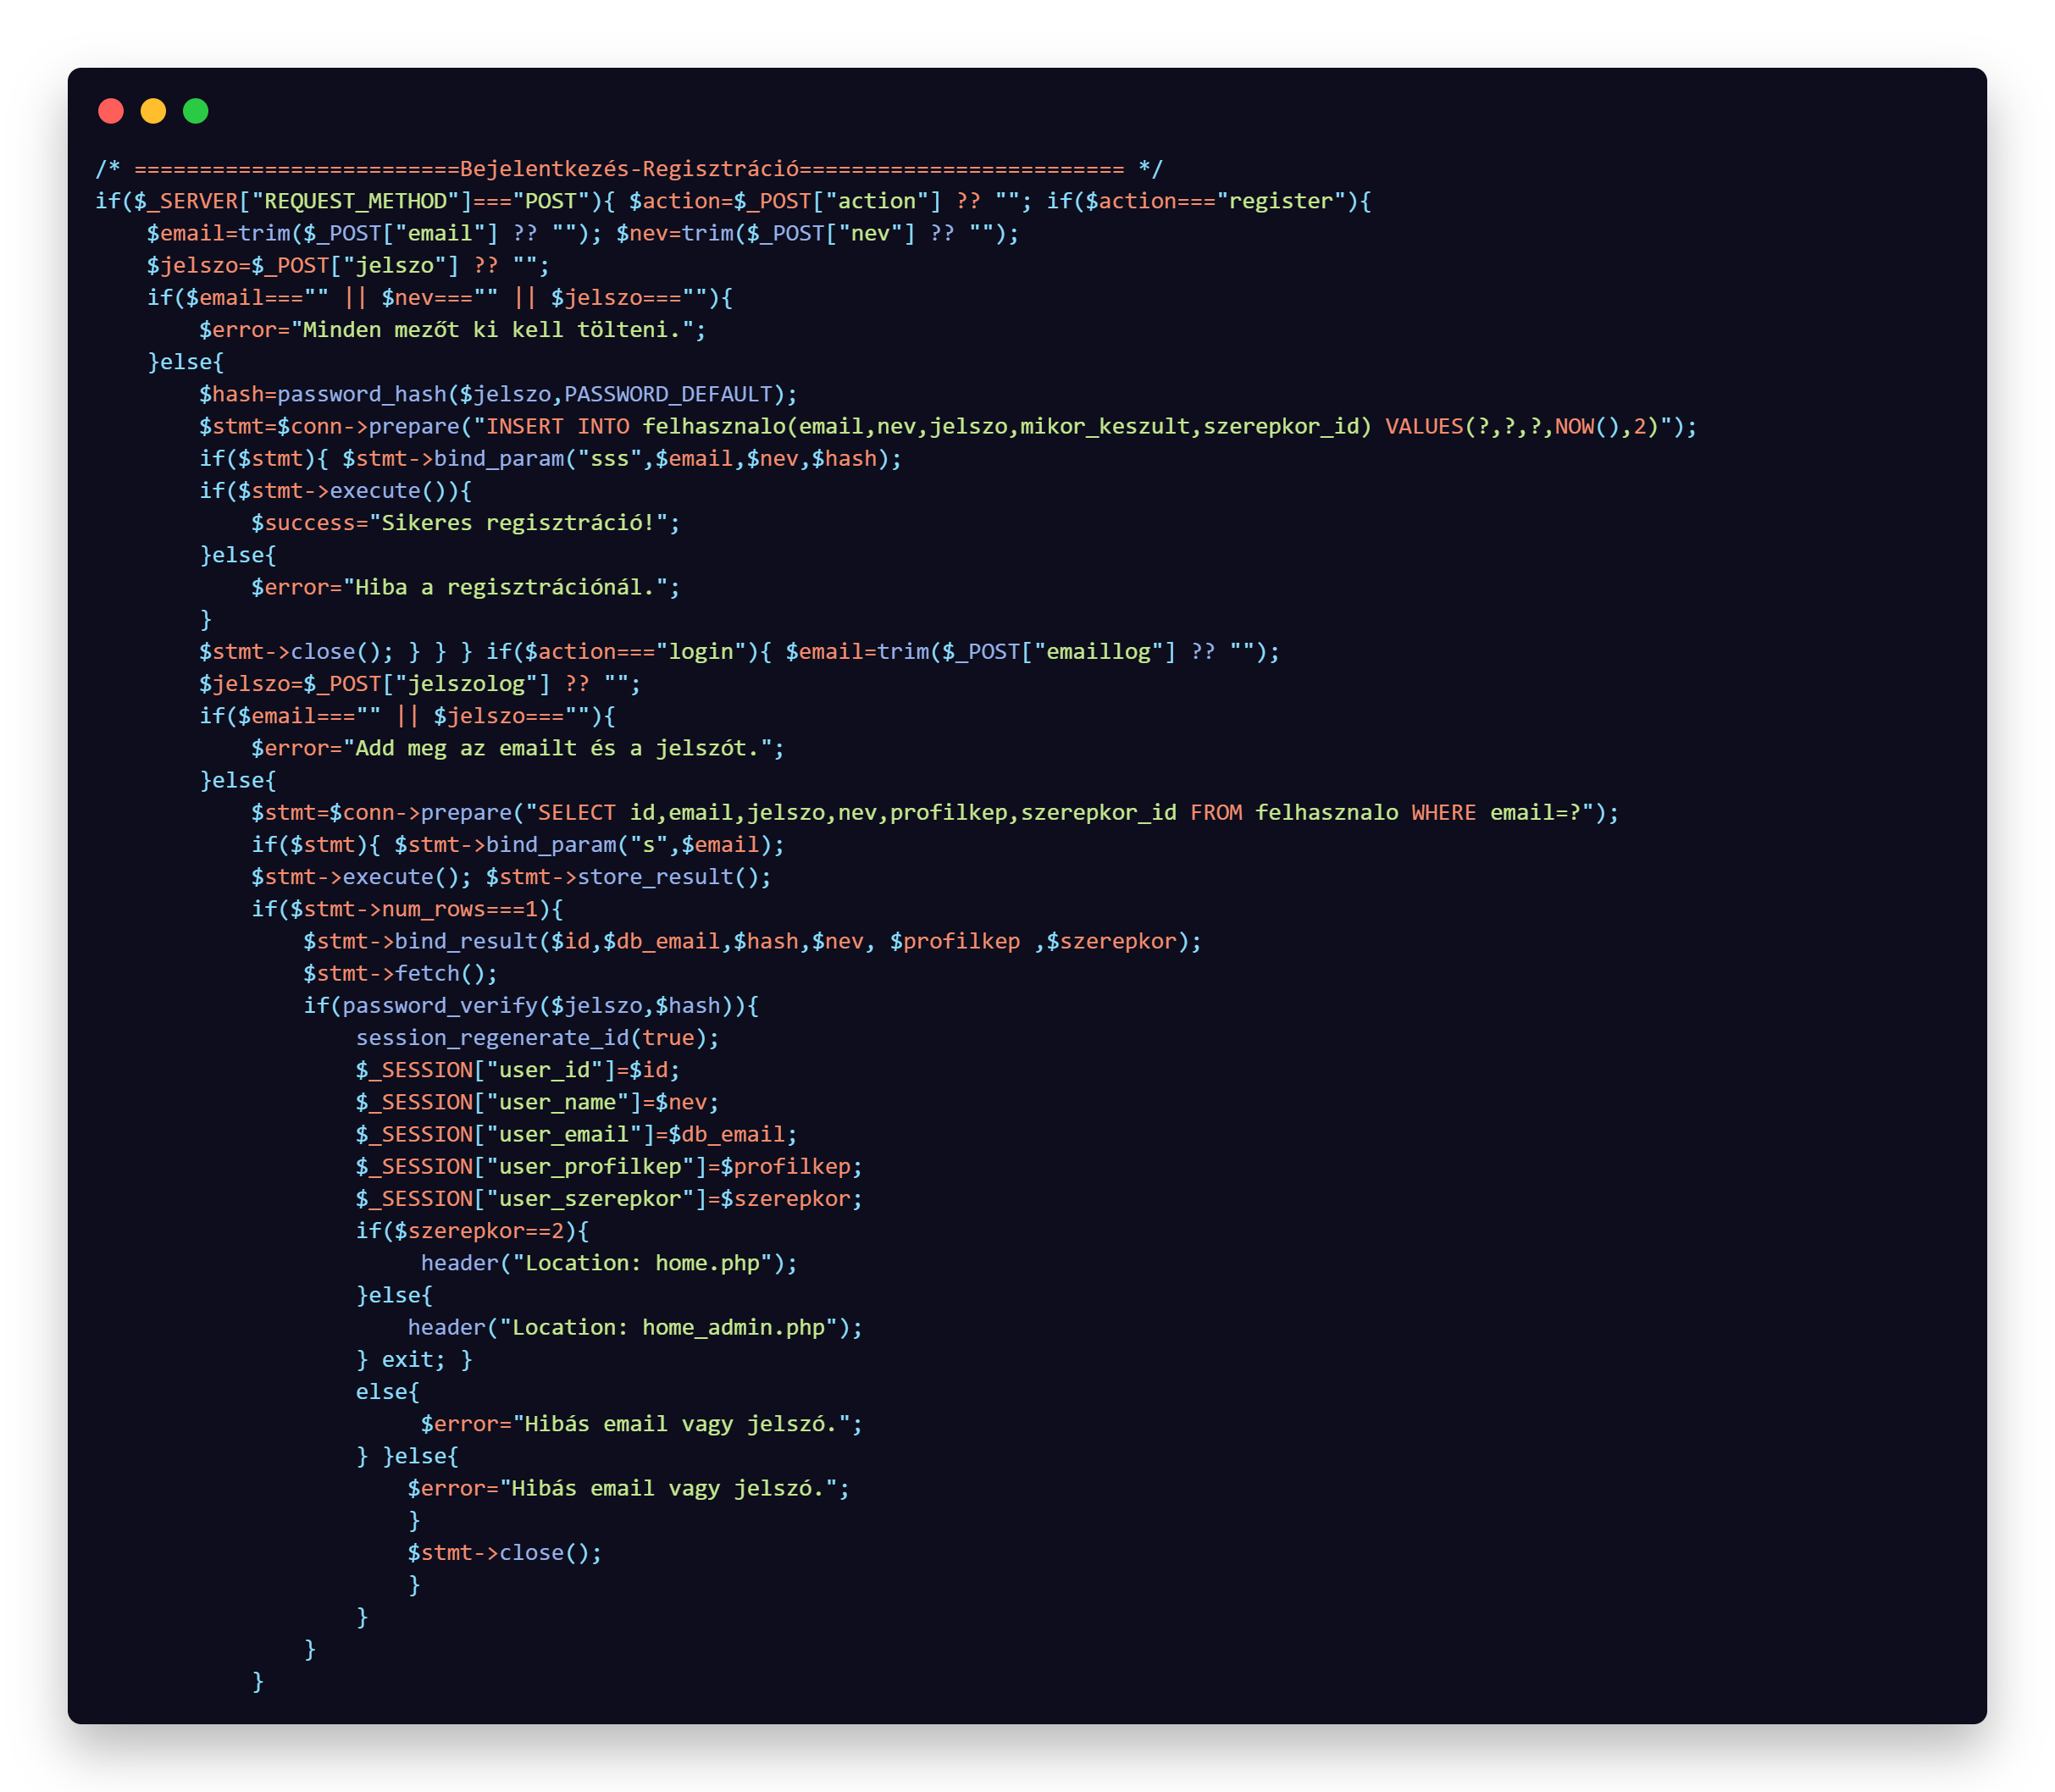 /* =========================Bejelentkezés-Regisztráció========================= */
if($_SERVER["REQUEST_METHOD"]==="POST"){ $action=$_POST["action"] ?? ""; if($action==="register"){
    $email=trim($_POST["email"] ?? ""); $nev=trim($_POST["nev"] ?? "");
    $jelszo=$_POST["jelszo"] ?? "";
    if($email==="" || $nev==="" || $jelszo===""){
        $error="Minden mezőt ki kell tölteni.";
    }else{
        $hash=password_hash($jelszo,PASSWORD_DEFAULT);
        $stmt=$conn->prepare("INSERT INTO felhasznalo(email,nev,jelszo,mikor_keszult,szerepkor_id) VALUES(?,?,?,NOW(),2)");
        if($stmt){ $stmt->bind_param("sss",$email,$nev,$hash);
        if($stmt->execute()){
            $success="Sikeres regisztráció!";
        }else{
            $error="Hiba a regisztrációnál.";
        }
        $stmt->close(); } } } if($action==="login"){ $email=trim($_POST["emaillog"] ?? "");
        $jelszo=$_POST["jelszolog"] ?? "";
        if($email==="" || $jelszo===""){
            $error="Add meg az emailt és a jelszót.";
        }else{
            $stmt=$conn->prepare("SELECT id,email,jelszo,nev,profilkep,szerepkor_id FROM felhasznalo WHERE email=?");
            if($stmt){ $stmt->bind_param("s",$email);
            $stmt->execute(); $stmt->store_result();
            if($stmt->num_rows===1){
                $stmt->bind_result($id,$db_email,$hash,$nev, $profilkep ,$szerepkor);
                $stmt->fetch();
                if(password_verify($jelszo,$hash)){
                    session_regenerate_id(true);
                    $_SESSION["user_id"]=$id;
                    $_SESSION["user_name"]=$nev;
                    $_SESSION["user_email"]=$db_email;
                    $_SESSION["user_profilkep"]=$profilkep;
                    $_SESSION["user_szerepkor"]=$szerepkor;
                    if($szerepkor==2){
                         header("Location: home.php");
                    }else{
                        header("Location: home_admin.php");
                    } exit; }
                    else{
                         $error="Hibás email vagy jelszó.";
                    } }else{
                        $error="Hibás email vagy jelszó.";
                        }
                        $stmt->close();
                        }
                    }
                }
            }